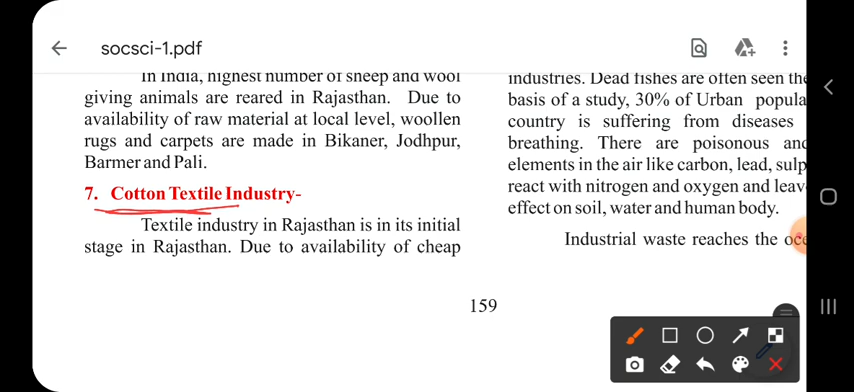 socsci-1.pdf
In India, highest number of sheep and wool
giving animals are reared in Rajasthan. Due to
availability of raw material at local level, woollen
rugs and carpets are made in Bikaner, Jodhpur,
Barmer and Pali.
7. Cotton Textile Industry-
Textile industry in Rajasthan is in its initial
stage in Rajasthan. Due to availability of cheap
industries. Dead fishes are often seen the
basis of a study, 30% of Urban popula
country is suffering from diseases
breathing. There are poisonous and
elements in the air like carbon, lead, sulp
react with nitrogen and oxygen and leav
effect on soil, water and human body.
Industrial waste reaches the oce
159